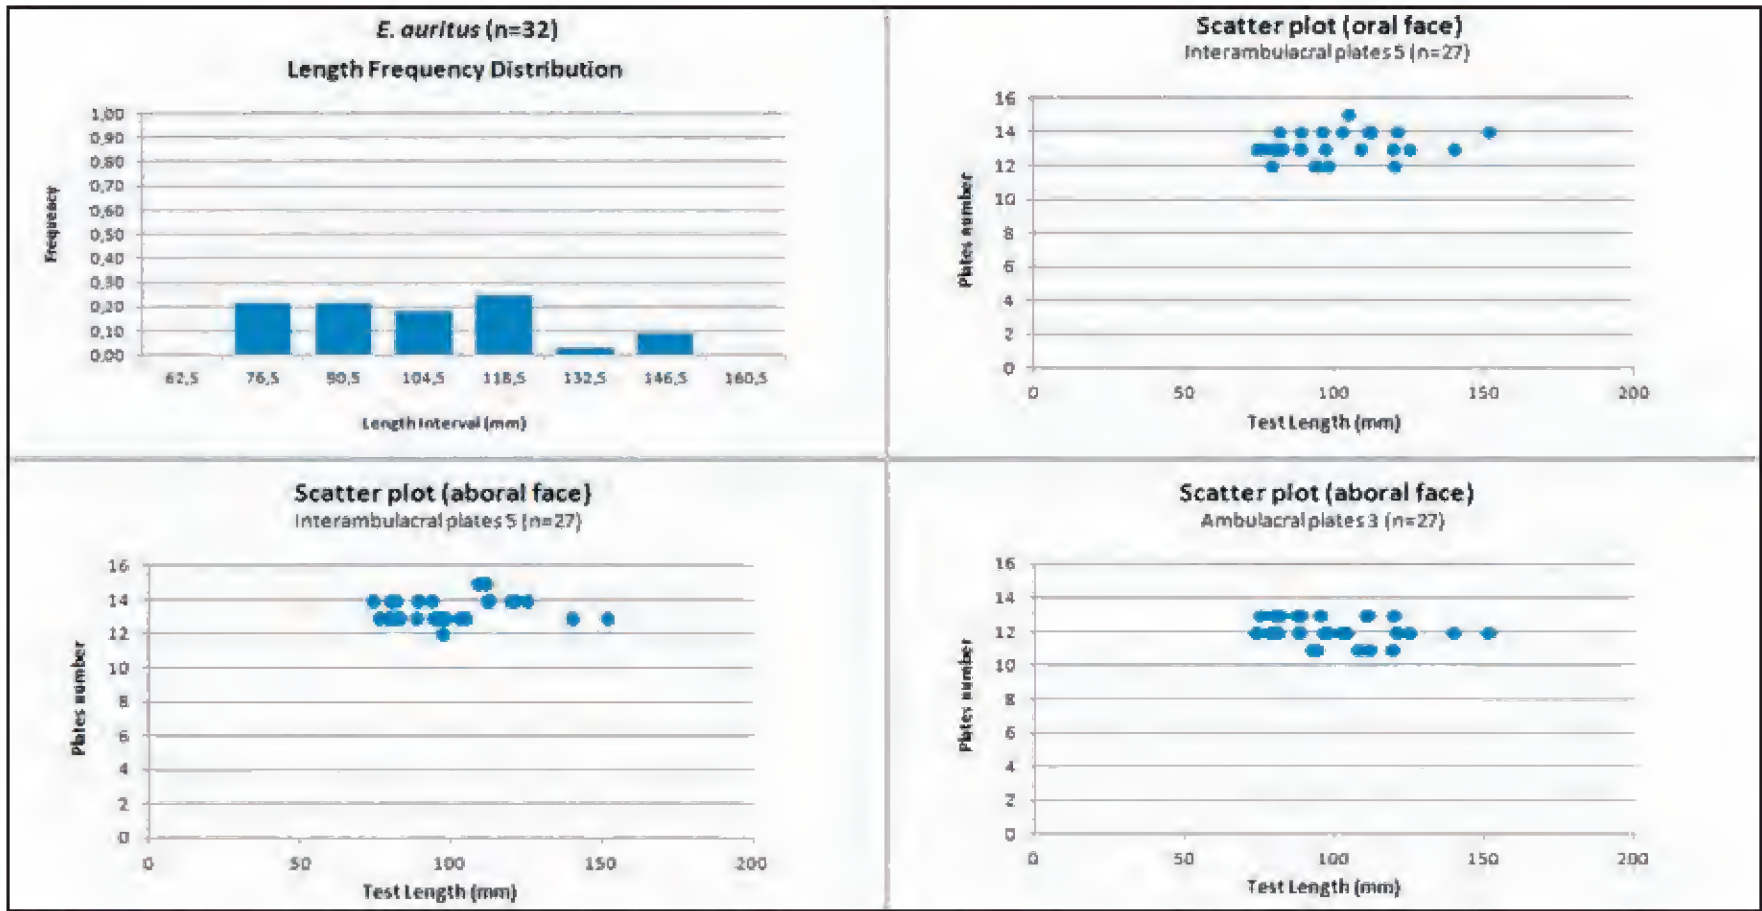 E. auritus (n=32)
Length Frequency Distribution
1,00
0,90
0,80
0,70
0,60
0,50
0,40
0,30
0,20
0,10
0,00
Frequency
62,5 76,5 90,5 104,5 118,5 132,5 146,5 160,5
Length Interval (mm)
Scatter plot (oral face)
Interambulacral plates 5 (n=27)
16
14
12
10
8
6
4
2
0
Plates number
0 50 100 150 200
Test Length (mm)
Scatter plot (aboral face)
Interambulacral plates 5 (n=27)
16
14
12
10
8
6
4
2
0
Plates number
0 50 100 150 200
Test Length (mm)
Scatter plot (aboral face)
Ambulacral plates 3 (n=27)
16
14
12
10
8
6
4
2
0
Plates number
0 50 100 150 200
Test Length (mm)